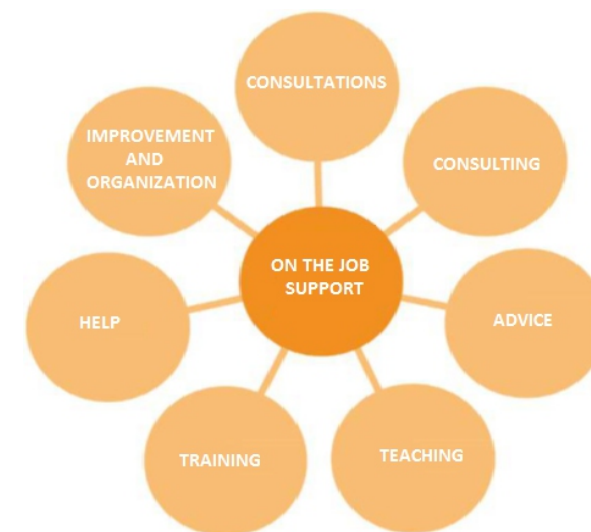 CONSULTATIONS
IMPROVEMENT
AND
ORGANIZATION
CONSULTING
ON THE JOB
SUPPORT
HELP
ADVICE
TRAINING
TEACHING